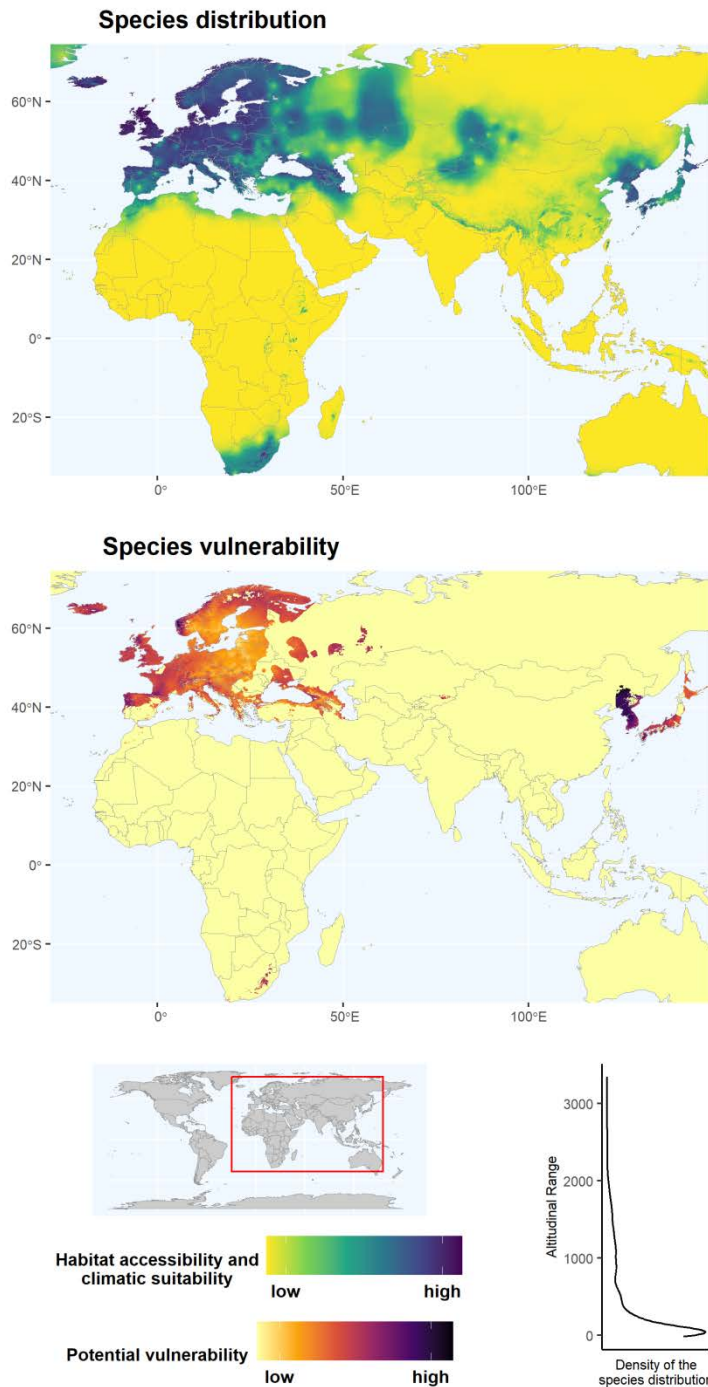 Species distribution
60°N
40°N
20°N
0°
20°S
0°
50°E
100°E
Species vulnerability
60°N
40°N
20°N
0°
20°S
0°
50°E
100°E
Habitat accessibility and
climatic suitability
low
high
Potential vulnerability
low
high
Altitudinal Range
3000
2000
1000
0
Density of the
species distribution